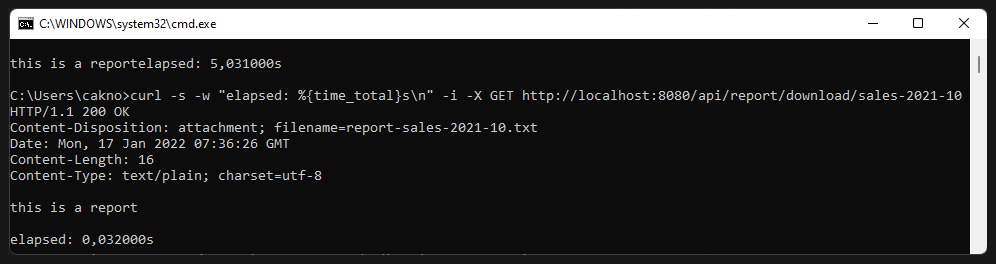 C:\WINDOWS\system32\cmd.exe
this is a reportelapsed: 5,031000s
C:\Users\cakno>curl -s -w "elapsed: %{time_total}s\n" -i -X GET http://localhost:8080/api/report/download/sales-2021-10
HTTP/1.1 200 OK
Content-Disposition: attachment; filename=report-sales-2021-10.txt
Date: Mon, 17 Jan 2022 07:36:26 GMT
Content-Length: 16
Content-Type: text/plain; charset=utf-8
this is a report
elapsed: 0,032000s